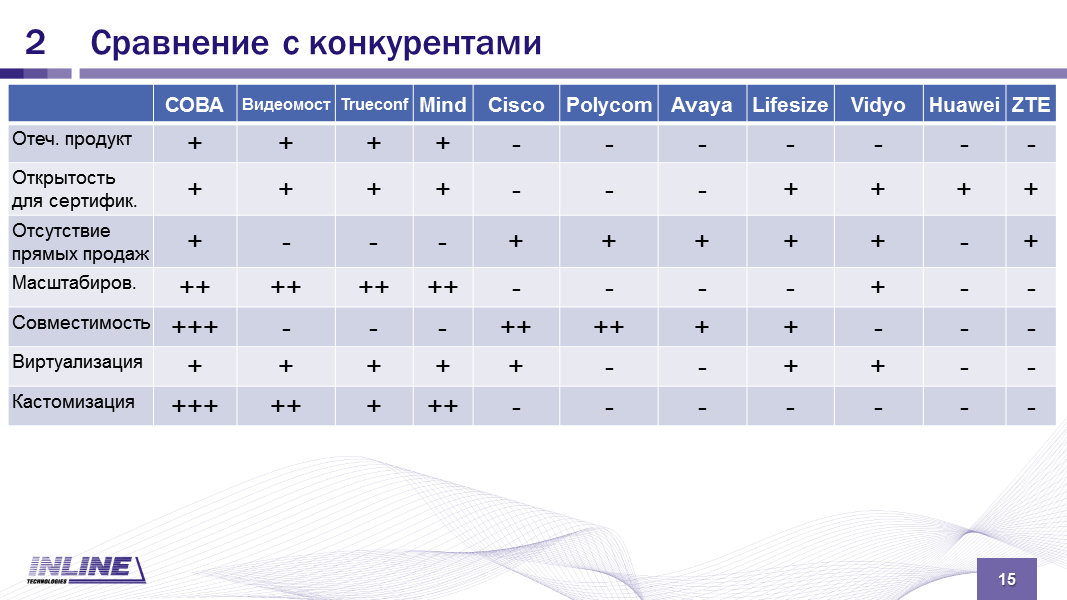 2 Сравнение с конкурентами
СОВА Видеомост Trueconf Mind Cisco Polycom Avaya Lifesize Vidyo Huawei ZTE
Отеч. продукт + + + + - - - - - - -
Открытость
для сертифик. + + + + - - - + + + +
Отсутствие
прямых продаж + - - - + + + + + - +
Масштабиров. ++ ++ ++ ++ - - - - + - -
Совместимость +++ - - - ++ ++ + + - - -
Виртуализация + + + + + - - + + - -
Кастомизация +++ ++ + ++ - - - - - - -
INLINE
TECHNOLOGIES
15